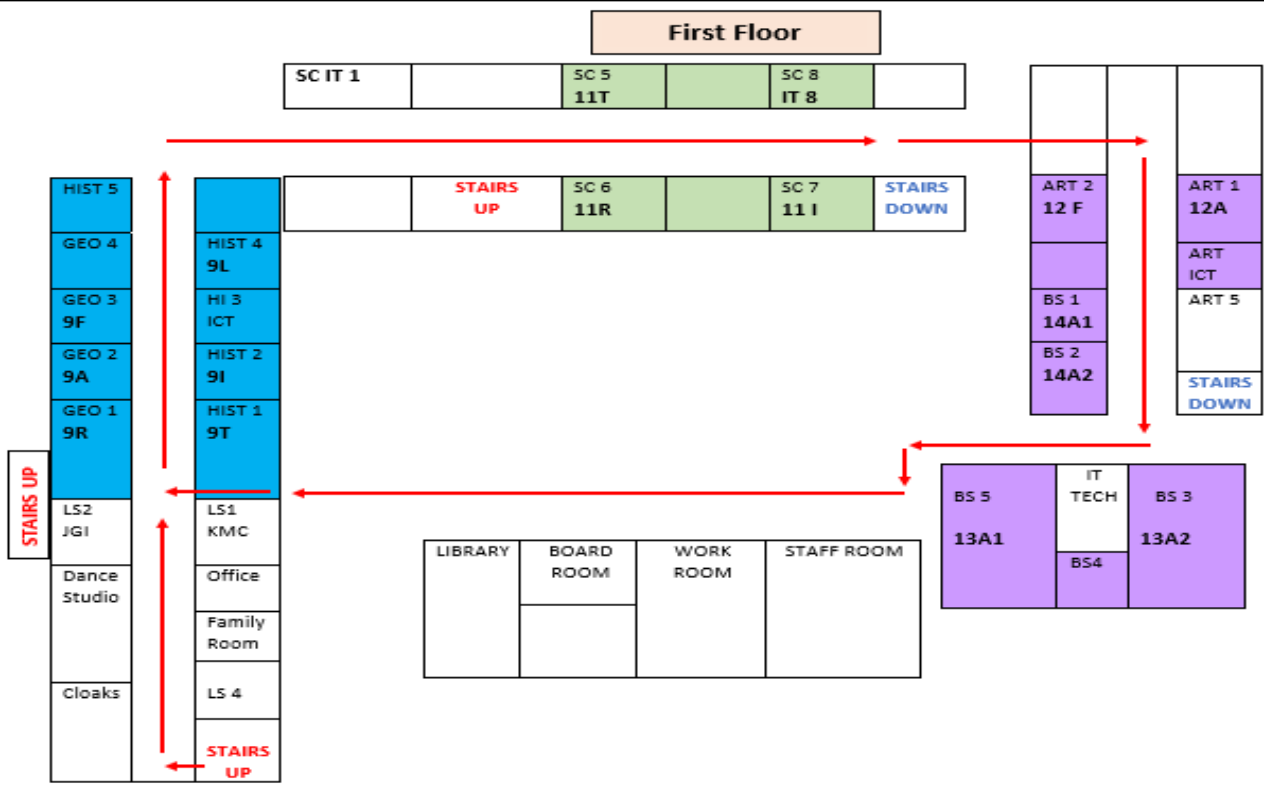 First Floor
SC IT 1
SC 5
11T
SC 8
IT 8
STAIRS
UP
SC 6
11R
SC 7
11 I
STAIRS
DOWN
HIST 5
GEO 4
GEO 3
9F
GEO 2
9A
GEO 1
9R
STAIRS UP
LS2
JGI
Dance
Studio
Cloaks
HIST 4
9L
HI 3
ICT
HIST 2
9I
HIST 1
9T
LS1
KMC
Office
Family
Room
LS 4
STAIRS
UP
LIBRARY
BOARD
ROOM
WORK
ROOM
STAFF ROOM
ART 2
12 F
BS 1
14A1
BS 2
14A2
ART 1
12A
ART
ICT
ART 5
STAIRS
DOWN
BS 5
13A1
IT
TECH
BS4
BS 3
13A2